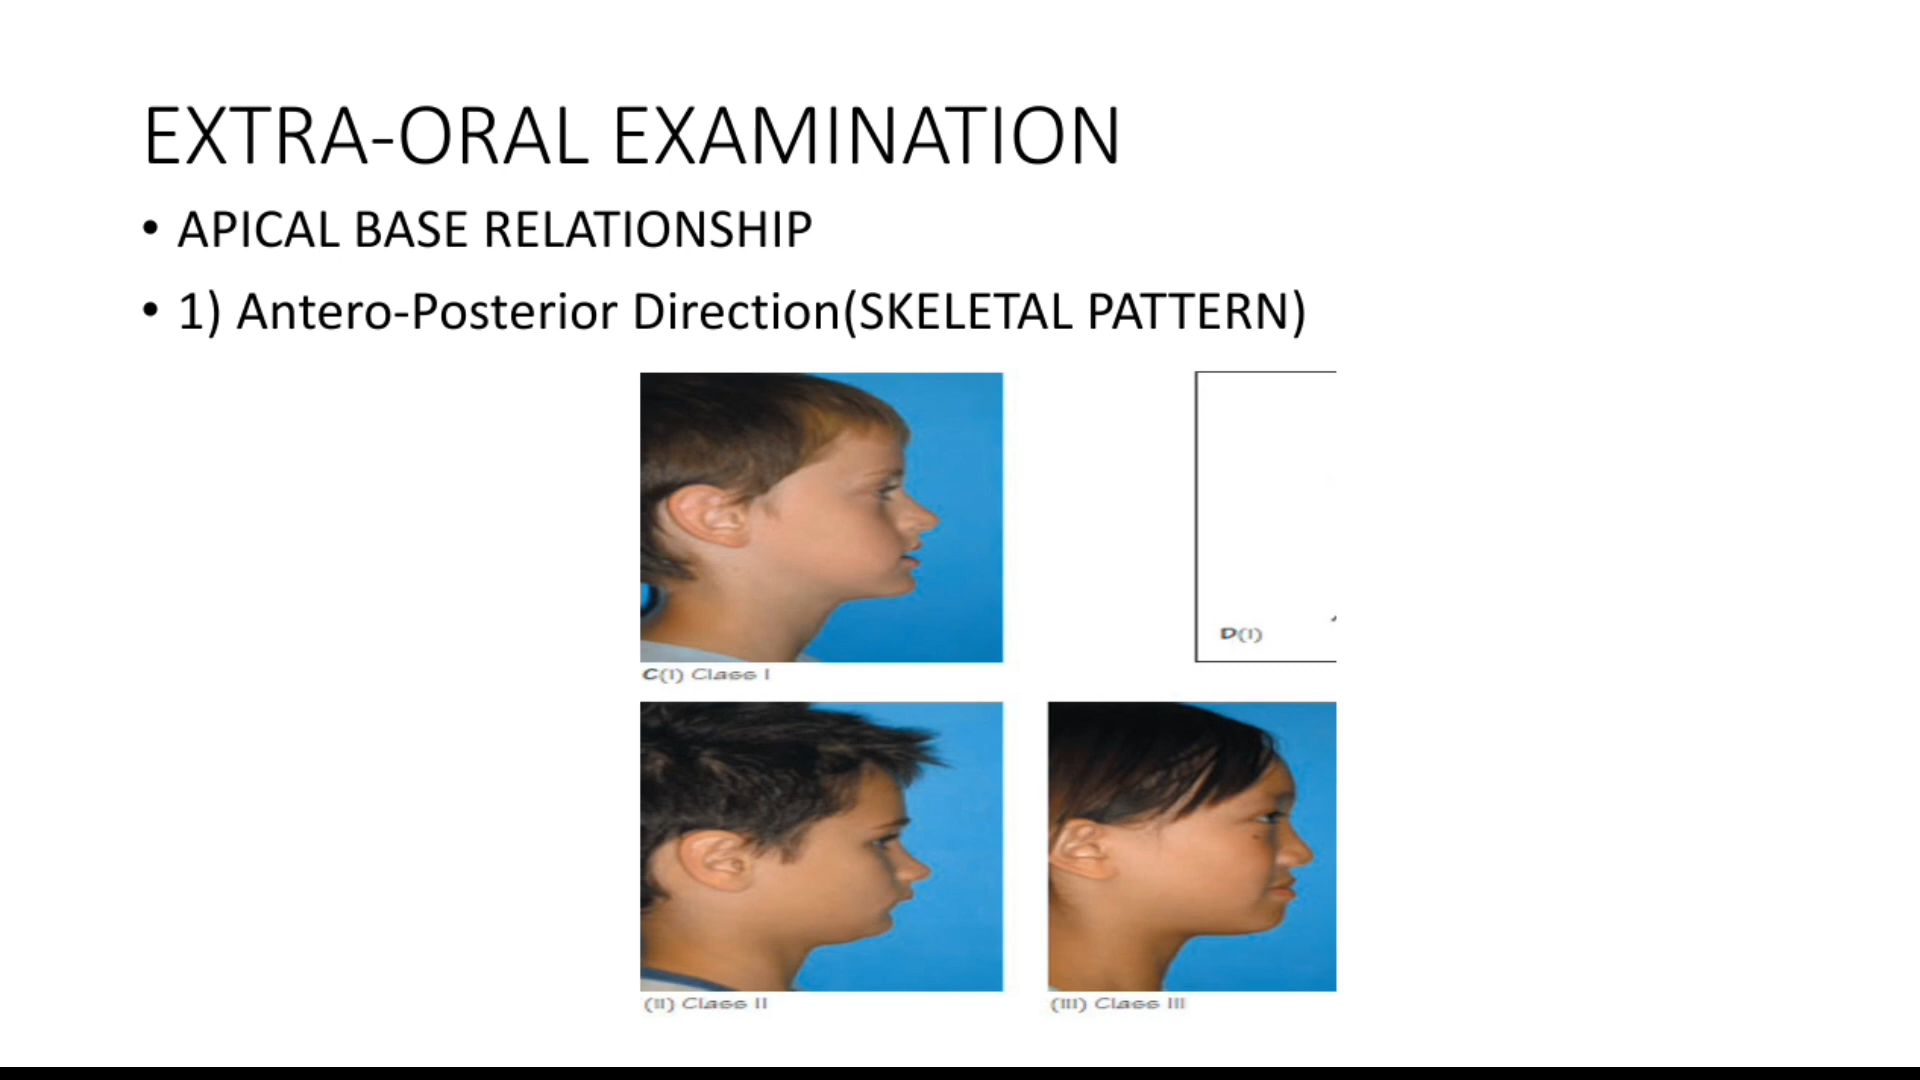 EXTRA-ORAL EXAMINATION
• APICAL BASE RELATIONSHIP
• 1) Antero-Posterior Direction(SKELETAL PATTERN)
D(I)
C(I) Class I
(II) Class II
(III) Class III